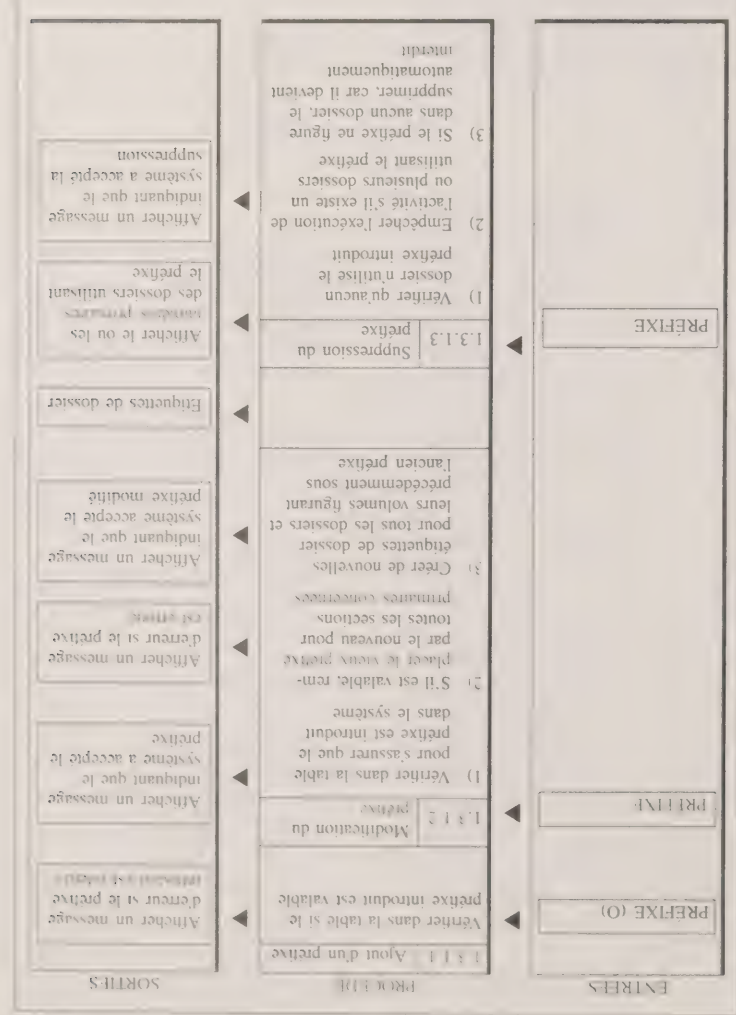 ENTREES
PRÉFIXE (O)
PREFIXE
PRÉFIXE
PROCEDE
1.3.1.1 Ajout d'un préfixe
Vérifier dans la table si le
préfixe introduit est valable
1.3.1.2 Modification du
préfixe
1) Vérifier dans la table
pour s'assurer que le
préfixe est introduit
dans le système
2) S'il est valable, rem-
placer le vieux préfixe
par le nouveau pour
toutes les sections
primaires concernées
3) Créer de nouvelles
étiquettes de dossier
pour tous les dossiers et
leurs volumes figurant
précédemment sous
l'ancien préfixe
1.3.1.3 Suppression du
préfixe
1) Vérifier qu'aucun
dossier n'utilise le
préfixe introduit
2) Empêcher l'exécution de
l'activité s'il existe un
ou plusieurs dossiers
utilisant le préfixe
3) Si le préfixe ne figure
dans aucun dossier, le
supprimer, car il devient
automatiquement
interdit
SORTIES
Afficher un message
d'erreur si le préfixe
introduit est
Afficher un message
indiquant que le
système a accepté le
préfixe
Afficher un message
d'erreur si le préfixe
est erroné
Afficher un message
indiquant que le
système accepte le
préfixe modifié
Étiquettes de dossier
Afficher le ou les
primaires
des dossiers utilisant
le préfixe
Afficher un message
indiquant que le
système a accepté la
suppression